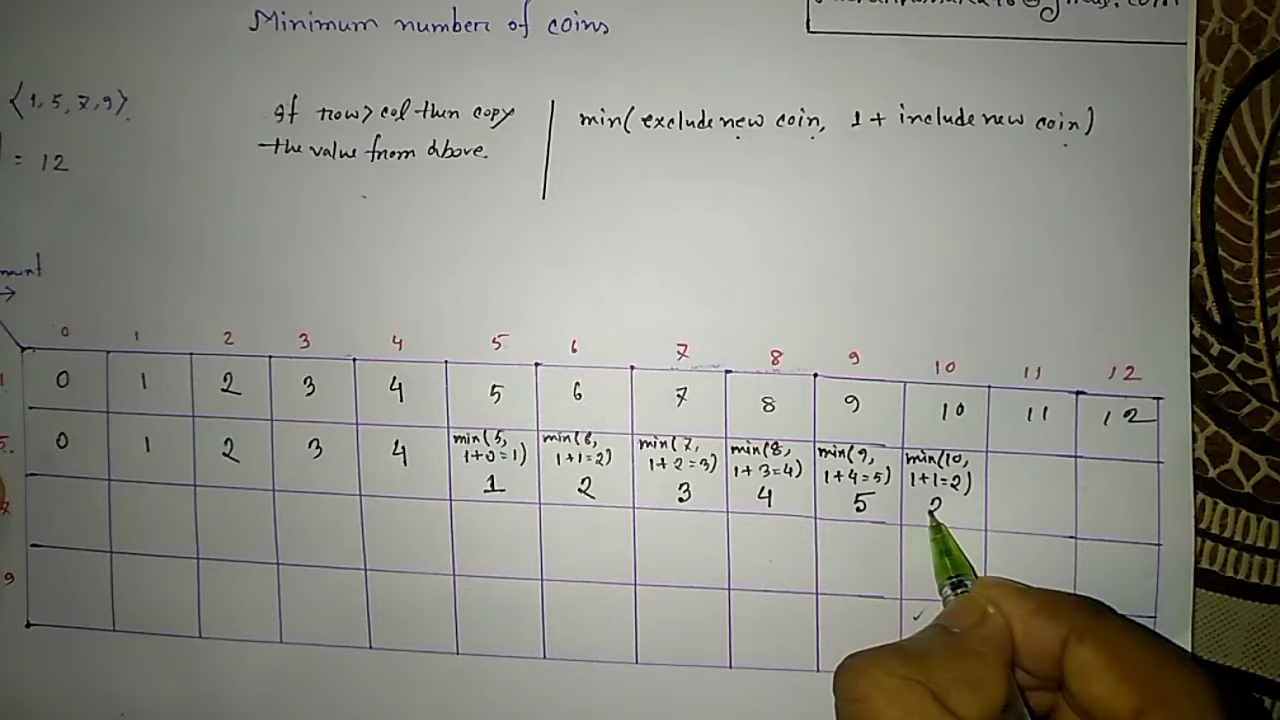 Minimum number of coins
{1, 5, 7, 9}.
= 12
If row > col then copy
the value from above.
min(exclude new coin, 1 + include new coin)
→
0 1 2 3 4 5 6 7 8 9 10 11 12
1 0 1 2 3 4 5 6 7 8 9 10 11 12
5. 0 1 2 3 4 min(5, 1+0=1) 1 min(6, 1+1=2) 2 min(7, 1+2=3) 3 min(8, 1+3=4) 4 min(9, 1+4=5) 5 min(10, 1+1=2) 2
7
9 ✓